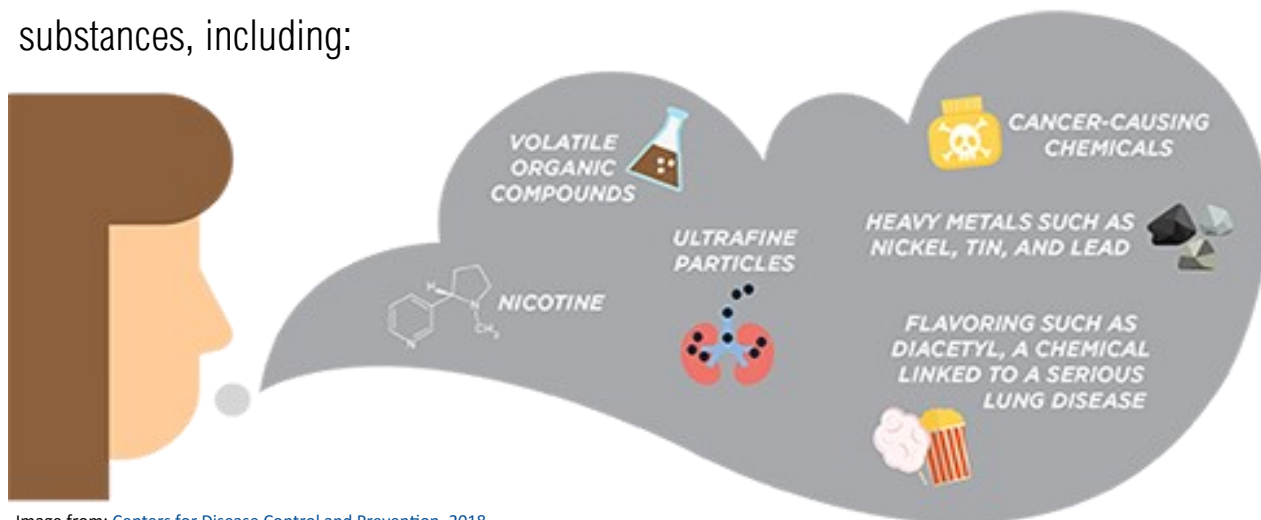 substances, including:
VOLATILE
ORGANIC
COMPOUNDS
CANCER-CAUSING
CHEMICALS
ULTRAFINE
PARTICLES
HEAVY METALS SUCH AS
NICKEL, TIN, AND LEAD
H
N
CH3
N
NICOTINE
FLAVORING SUCH AS
DIACETYL, A CHEMICAL
LINKED TO A SERIOUS
LUNG DISEASE
Image from: Centers for Disease Control and Prevention, 2018